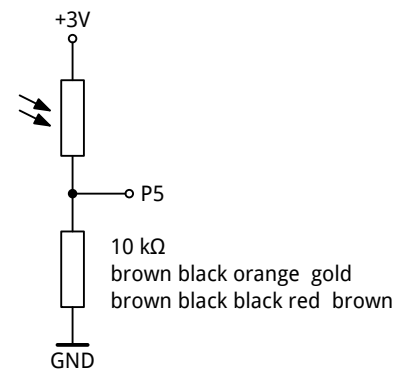 +3V
P5
10 kΩ
brown black orange gold
brown black black red brown
GND